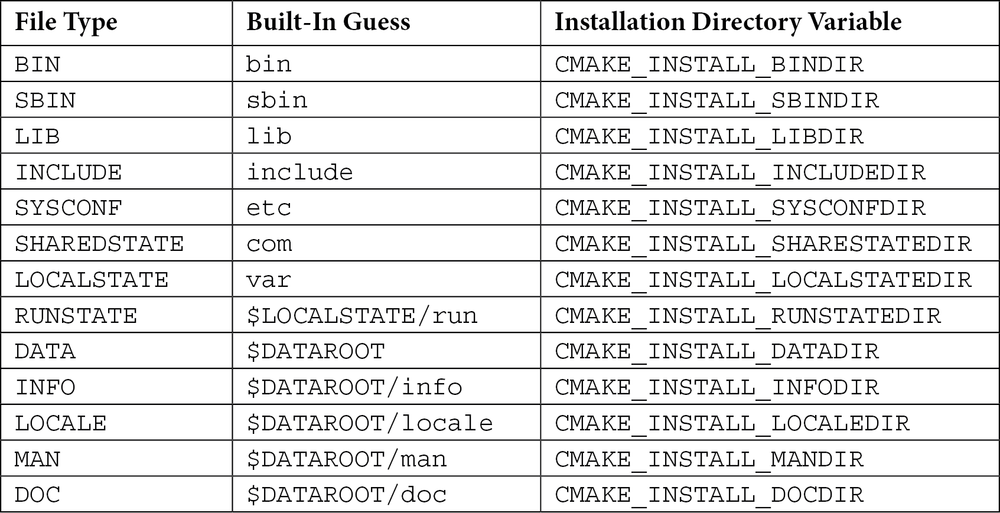 File Type Built-In Guess Installation Directory Variable
BIN bin CMAKE_INSTALL_BINDIR
SBIN sbin CMAKE_INSTALL_SBINDIR
LIB lib CMAKE_INSTALL_LIBDIR
INCLUDE include CMAKE_INSTALL_INCLUDEDIR
SYSCONF etc CMAKE_INSTALL_SYSCONFDIR
SHAREDSTATE com CMAKE_INSTALL_SHARESTATEDIR
LOCALSTATE var CMAKE_INSTALL_LOCALSTATEDIR
RUNSTATE $LOCALSTATE/run CMAKE_INSTALL_RUNSTATEDIR
DATA $DATAROOT CMAKE_INSTALL_DATADIR
INFO $DATAROOT/info CMAKE_INSTALL_INFODIR
LOCALE $DATAROOT/locale CMAKE_INSTALL_LOCALEDIR
MAN $DATAROOT/man CMAKE_INSTALL_MANDIR
DOC $DATAROOT/doc CMAKE_INSTALL_DOCDIR